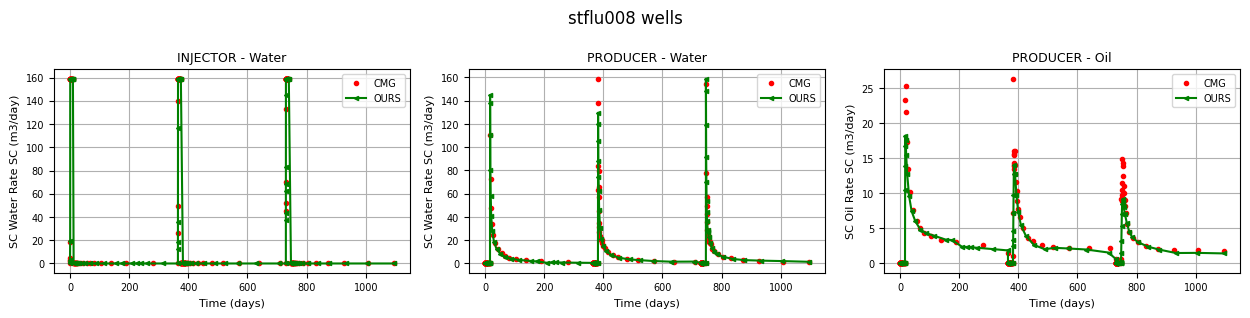 stflu008 wells
INJECTOR - Water
SC Water Rate SC (m3/day)
160
140
120
100
80
60
40
20
0
0 200 400 600 800 1000
Time (days)
CMG
OURS
PRODUCER - Water
SC Water Rate SC (m3/day)
160
140
120
100
80
60
40
20
0
0 200 400 600 800 1000
Time (days)
CMG
OURS
PRODUCER - Oil
SC Oil Rate SC (m3/day)
25
20
15
10
5
0
0 200 400 600 800 1000
Time (days)
CMG
OURS